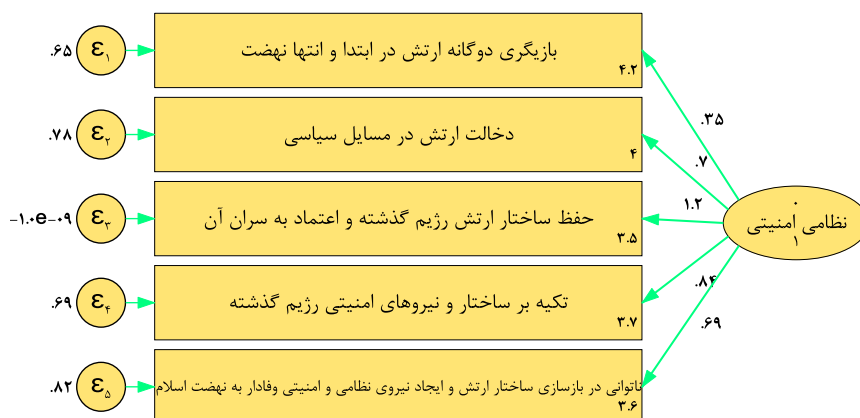 .۶۵ ε۱ بازیگری دوگانه ارتش در ابتدا و انتها نهضت
۴.۲
.۳۵
.۷۸ ε۲ دخالت ارتش در مسایل سیاسی
۴
.۷
-۱.۰e-۰۹ ε۳ حفظ ساختار ارتش رژیم گذشته و اعتماد به سران آن
۳.۵
۱.۲
۰
نظامی امنیتی
۱
.۶۹ ε۴ تکیه بر ساختار و نیروهای امنیتی رژیم گذشته
۳.۷
.۸۴
.۸۲ ε۵ ناتوانی در بازسازی ساختار ارتش و ایجاد نیروی نظامی و امنیتی وفادار به نهضت اسلام
۳.۶
.۶۹